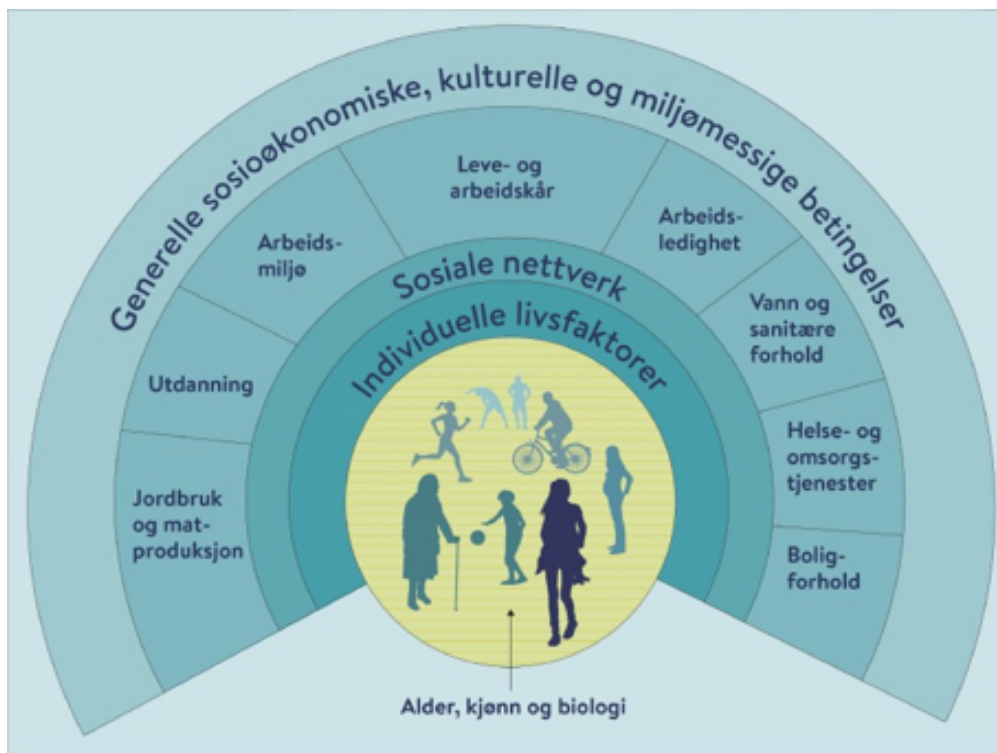 Generelle sosioøkonomiske, kulturelle og miljømessige betingelser
Leve- og
arbeidskår
Arbeids-
miljø
Arbeids-
ledighet
Sosiale nettverk
Individuelle livsfaktorer
Vann og
sanitære
forhold
Utdanning
Helse- og
omsorgs-
tjenester
Jordbruk
og mat-
produksjon
Bolig-
forhold
Alder, kjønn og biologi